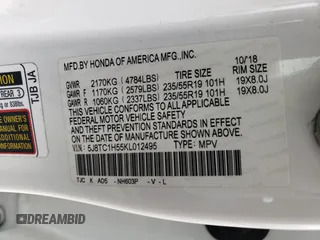 MFD.BY HONDA OF AMERICA MFG.,INC. 10/18
GVWR 2170KG (4784LBS) TIRE SIZE RIM SIZE
GAWR F 1170KG (2579LBS) 235/55R19 101H 19X8.0J
GAWR R 1060KG (2337LBS) 235/55R19 101H 19X8.0J
THIS VEHICLE CONFORMS TO ALL APPLICABLE
FEDERAL MOTOR VEHICLE SAFETY AND THEFT
PREVENTION STANDARDS IN EFFECT ON THE
DATE OF MANUFACTURE SHOWN ABOVE.
V.I.N.: 5J8TC1H55KL012495 TYPE: MPV
TJC K AD5 -NH603P -V-L
TJB JA
© DREAMBID